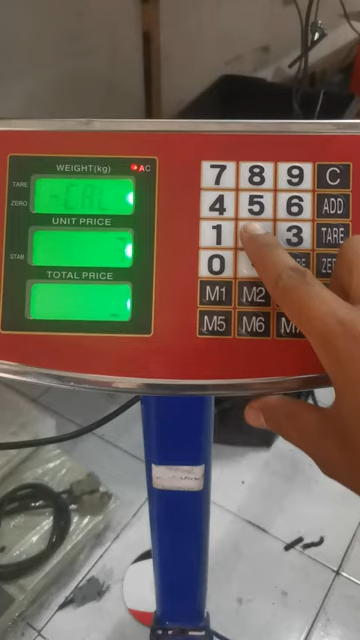 WEIGHT(kg) AC
TARE
ZERO
-CAL
UNIT PRICE
STAB
TOTAL PRICE
7 8 9 C
4 5 6 ADD
1 3 TARE
0
M1 M2
M5 M6